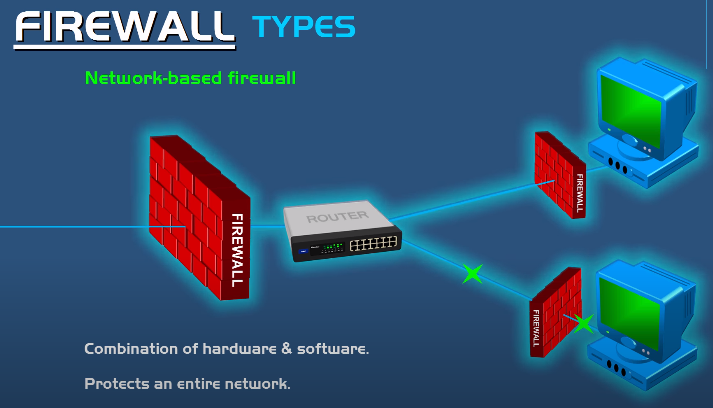 FIREWALL TYPES
Network-based firewall
FIREWALL
FIREWALL
ROUTER
FIREWALL
Combination of hardware & software.
Protects an entire network.